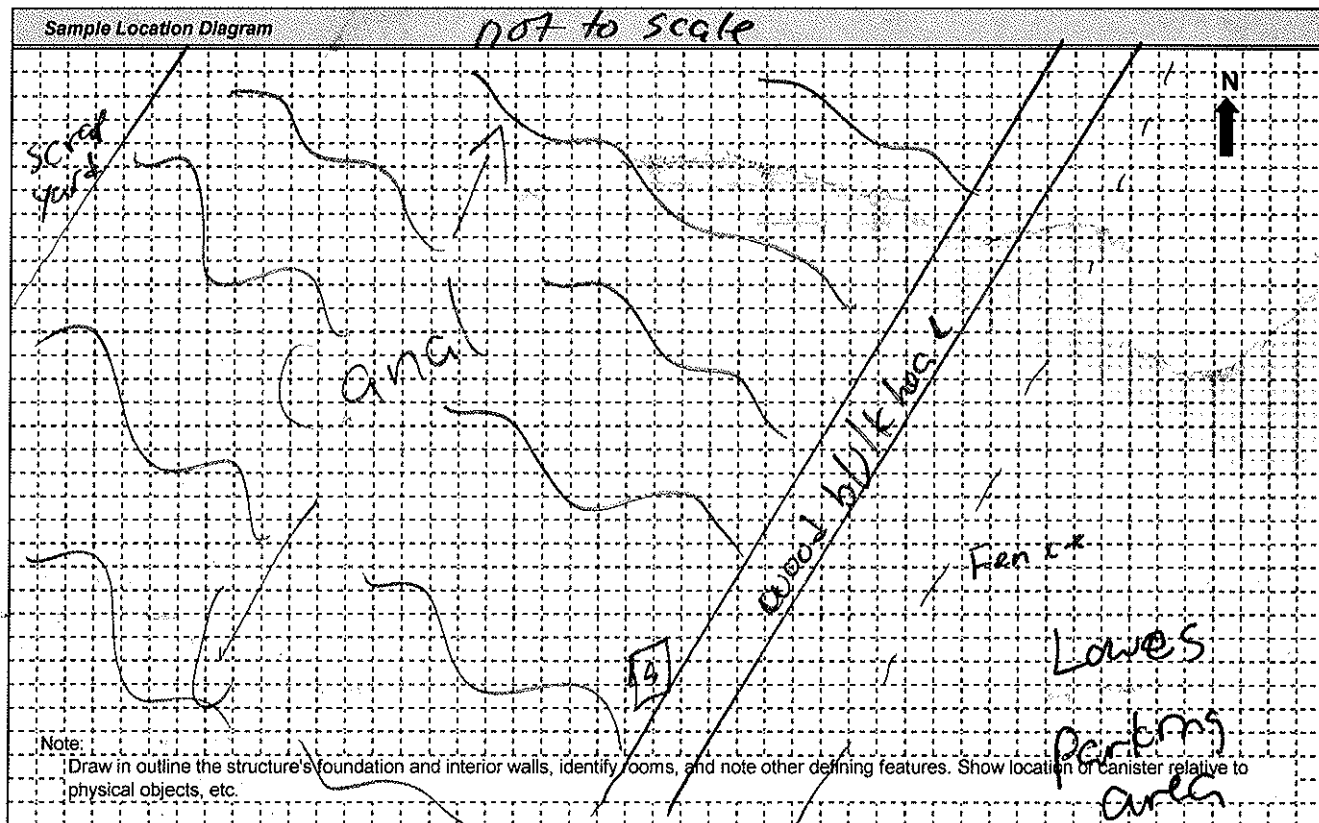 Sample Location Diagram
not to scale
N
scrap
yard
canal
wood bulkhead
Fence
Lowes
Parking
area
Note:
Draw in outline the structure's foundation and interior walls, identify rooms, and note other defining features. Show location of canister relative to
physical objects, etc.